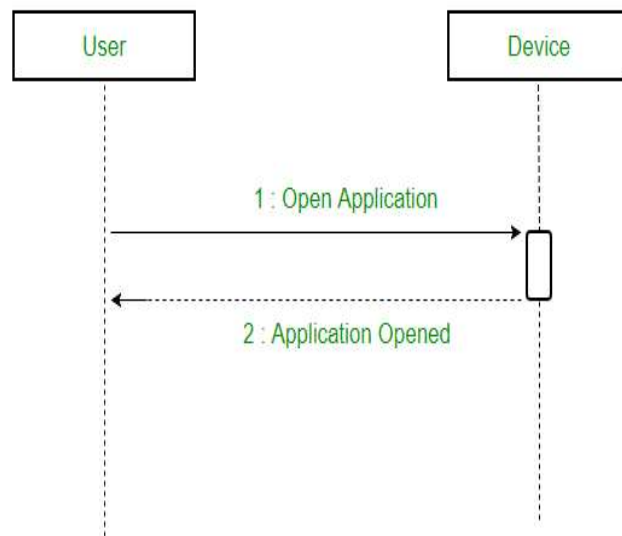 User
Device
1 : Open Application
2 : Application Opened